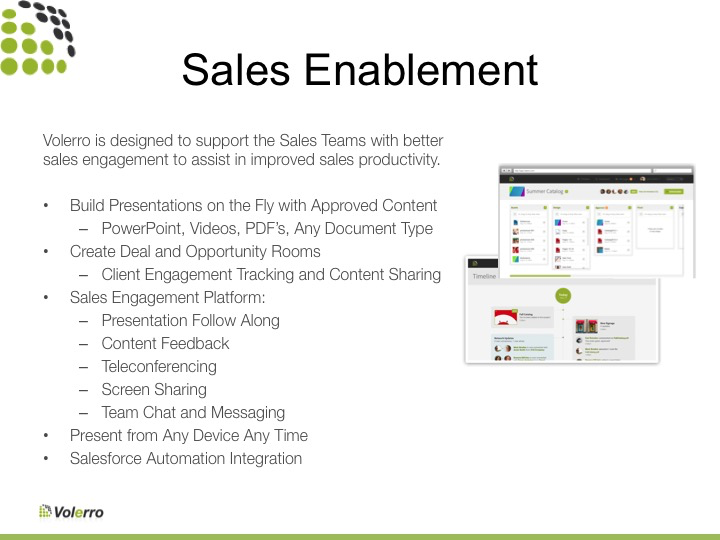 Sales Enablement
Volerro is designed to support the Sales Teams with better
sales engagement to assist in improved sales productivity.
• Build Presentations on the Fly with Approved Content
– PowerPoint, Videos, PDF's, Any Document Type
• Create Deal and Opportunity Rooms
– Client Engagement Tracking and Content Sharing
• Sales Engagement Platform:
– Presentation Follow Along
– Content Feedback
– Teleconferencing
– Screen Sharing
– Team Chat and Messaging
• Present from Any Device Any Time
• Salesforce Automation Integration
Summer Catalog
Timeline
Volerro